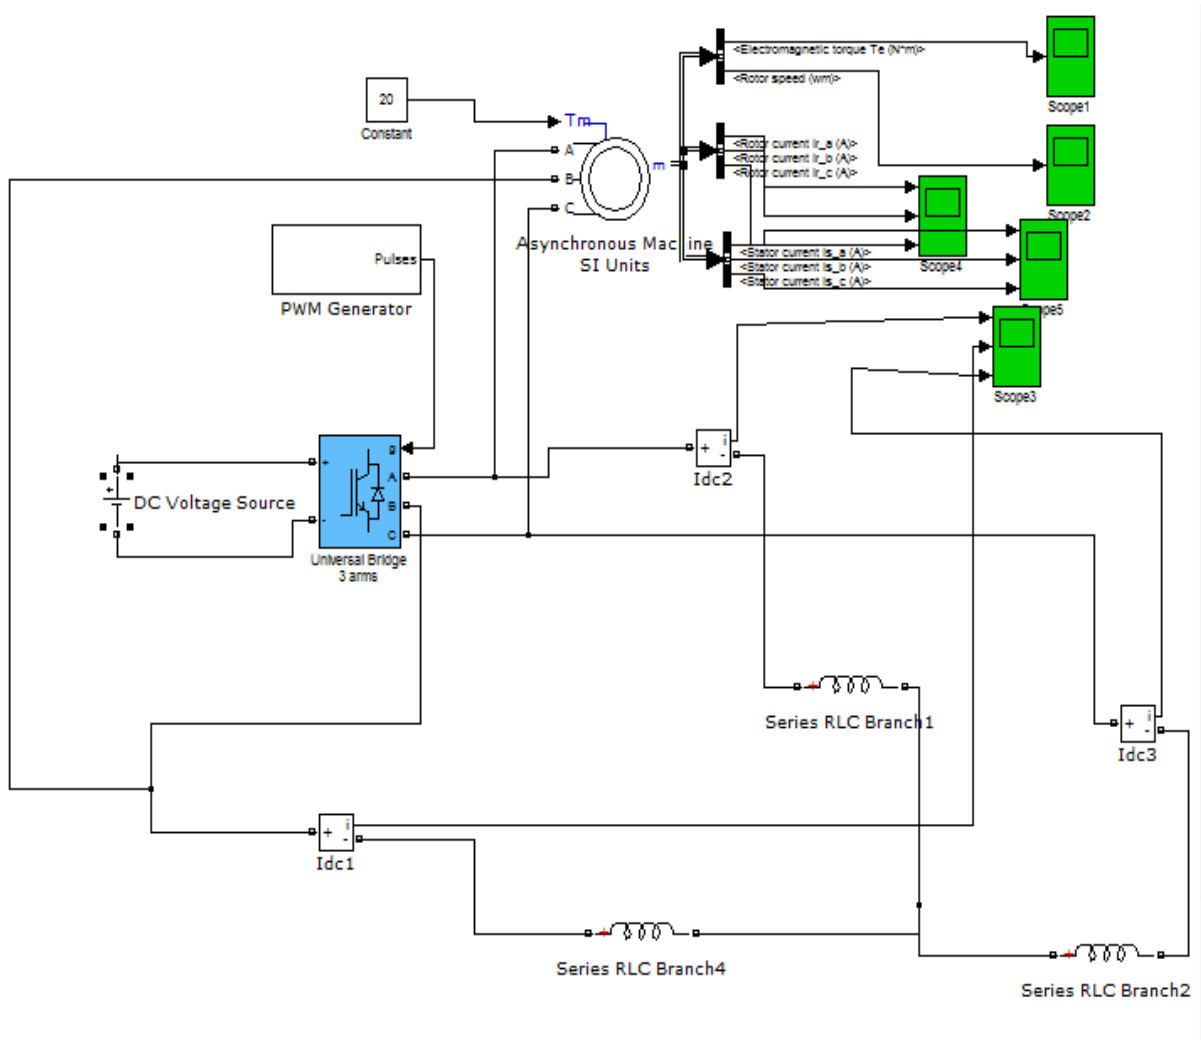 <Electromagnetic torque Te (N*m)>
<Rotor speed (wm)>
Scope1
20
Constant
Tm
A
B
C
m
<Rotor current ir_a (A)>
<Rotor current ir_b (A)>
<Rotor current ir_c (A)>
Scope2
Scope4
Asynchronous Machine
SI Units
<Stator current is_a (A)>
<Stator current is_b (A)>
<Stator current is_c (A)>
Scope5
Pulses
PWM Generator
Scope3
g
+
A
B
-
C
Universal Bridge
3 arms
+
DC Voltage Source
+
i
-
Idc2
Series RLC Branch1
+
i
-
Idc3
+
i
-
Idc1
Series RLC Branch4
Series RLC Branch2